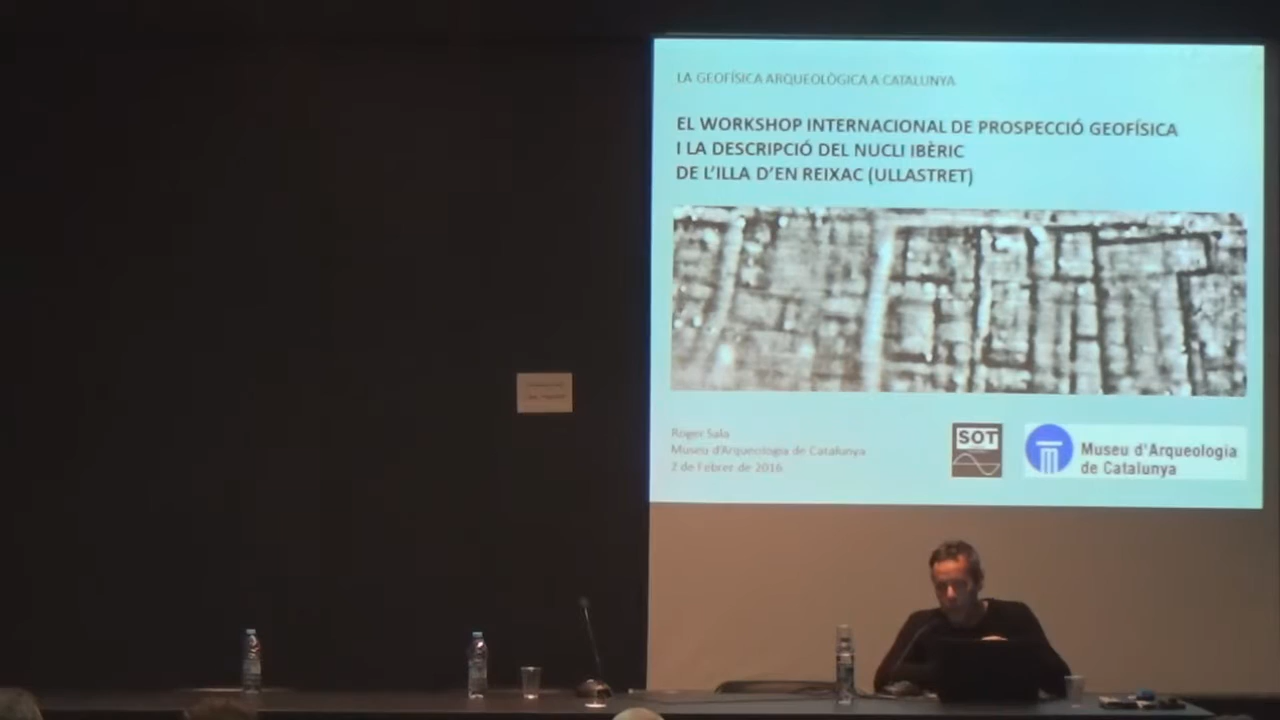 LA GEOFÍSICA ARQUEOLÒGICA A CATALUNYA
EL WORKSHOP INTERNACIONAL DE PROSPECCIÓ GEOFÍSICA
I LA DESCRIPCIÓ DEL NUCLI IBÈRIC
DE L'ILLA D'EN REIXAC (ULLASTRET)
Roger Sala
Museu d'Arqueologia de Catalunya
2 de Febrer de 2016
SOT
Museu d'Arqueologia
de Catalunya